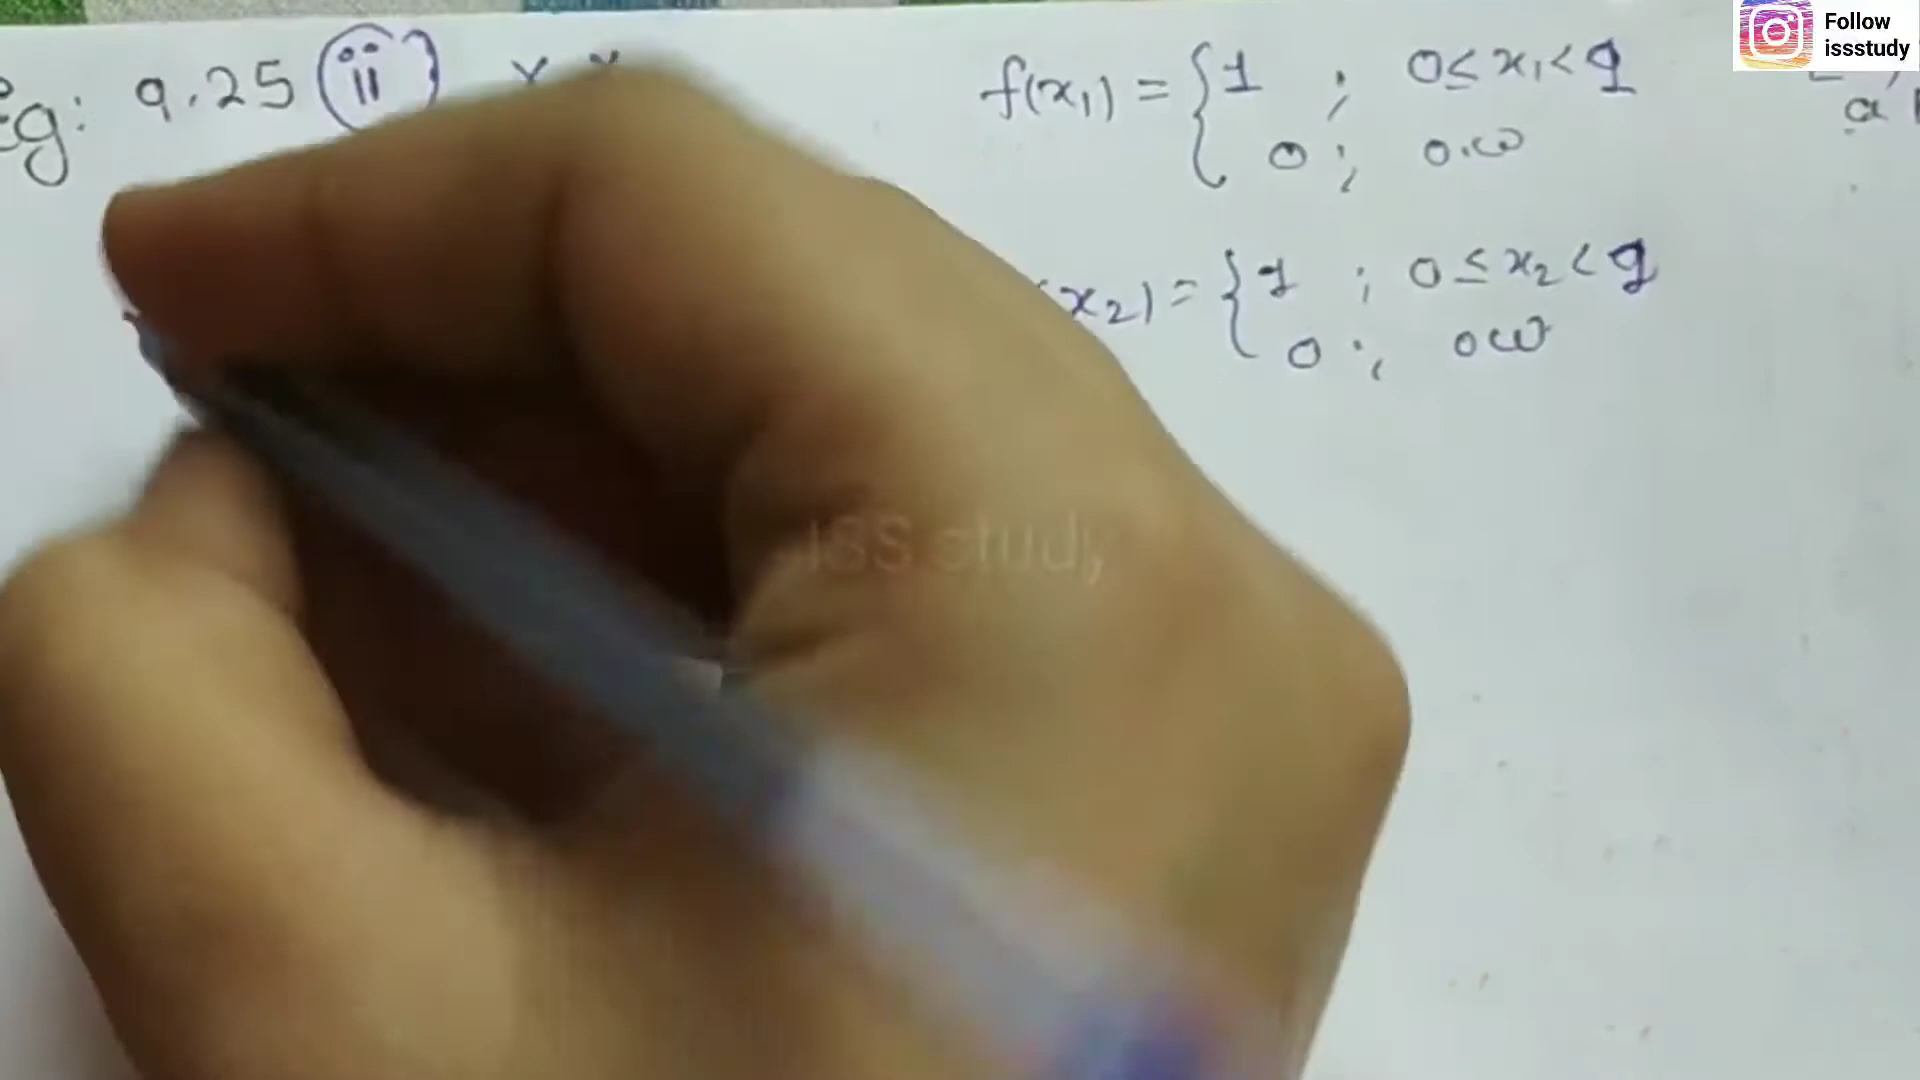 Eg: 9.25 (ii)
f(x₁) = { 1 ; 0 ≤ x₁ < 1
0 ; o.w
x₂) = { 1 ; 0 ≤ x₂ < 1
0 ; ow
a
ISS study
Follow
issstudy